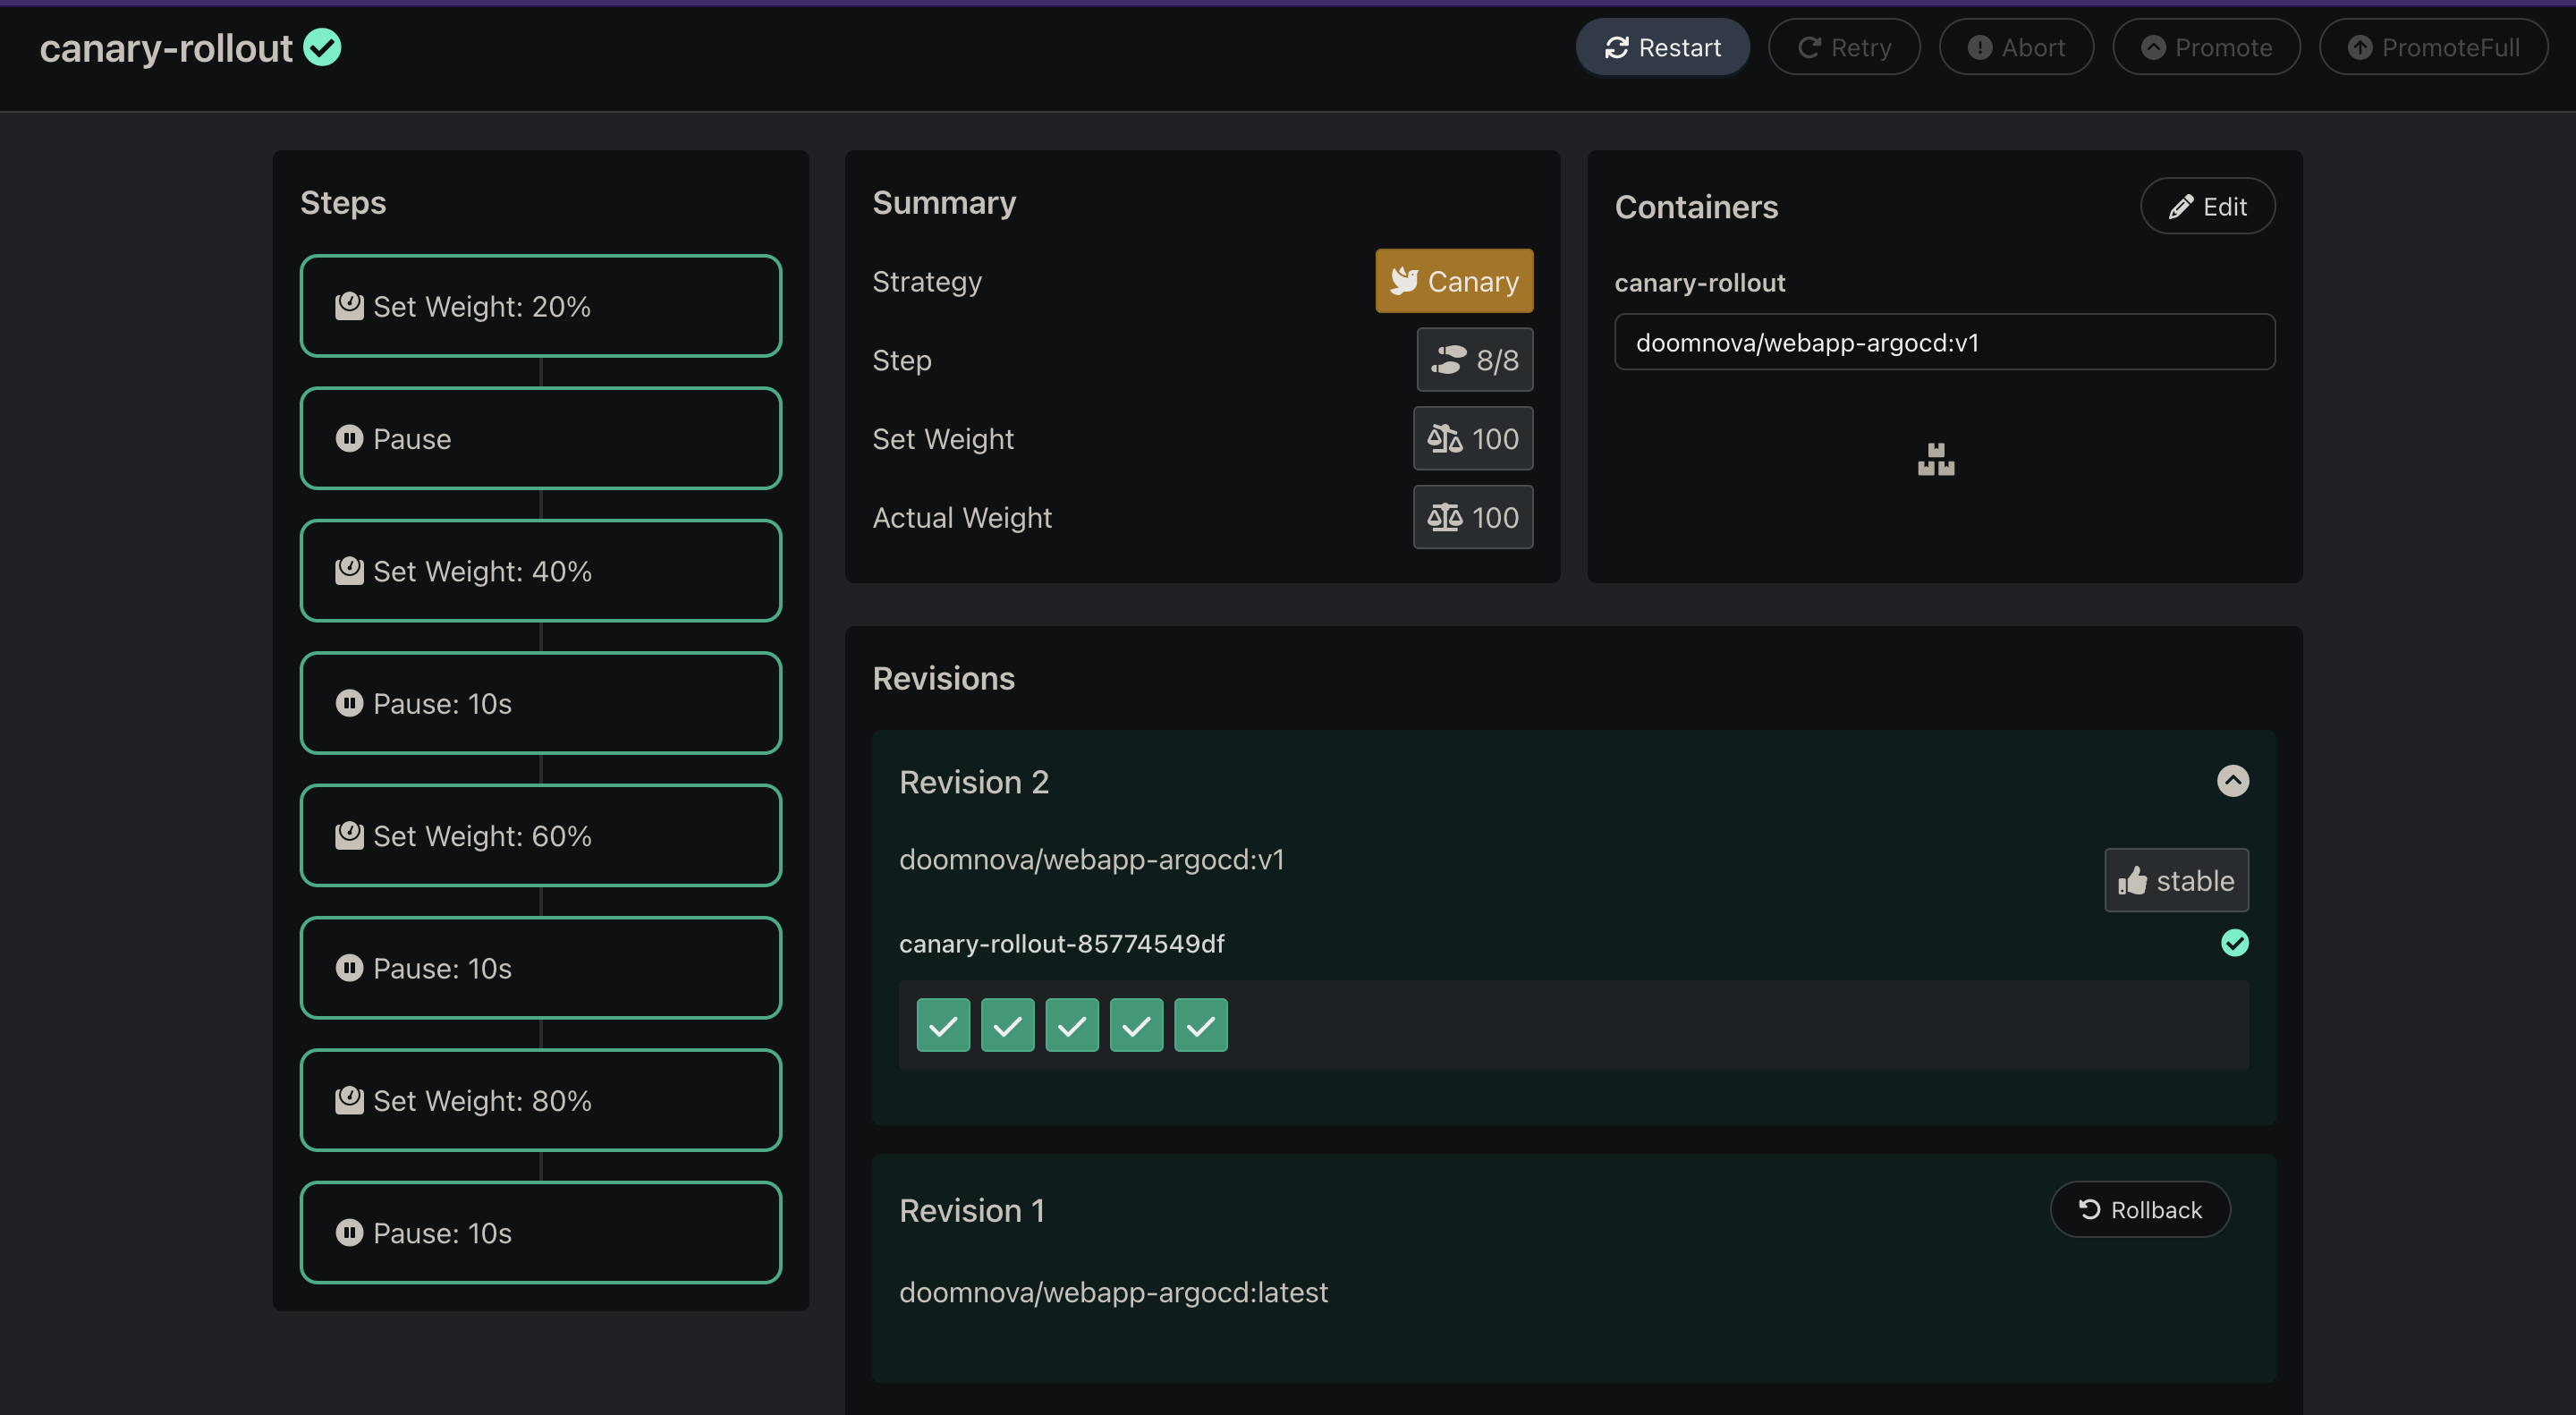 canary-rollout
Restart
Retry
Abort
Promote
PromoteFull
Steps
Set Weight: 20%
Pause
Set Weight: 40%
Pause: 10s
Set Weight: 60%
Pause: 10s
Set Weight: 80%
Pause: 10s
Summary
Strategy
Canary
Step
8/8
Set Weight
100
Actual Weight
100
Containers
Edit
canary-rollout
doomnova/webapp-argocd:v1
Revisions
Revision 2
doomnova/webapp-argocd:v1
stable
canary-rollout-85774549df
Revision 1
Rollback
doomnova/webapp-argocd:latest